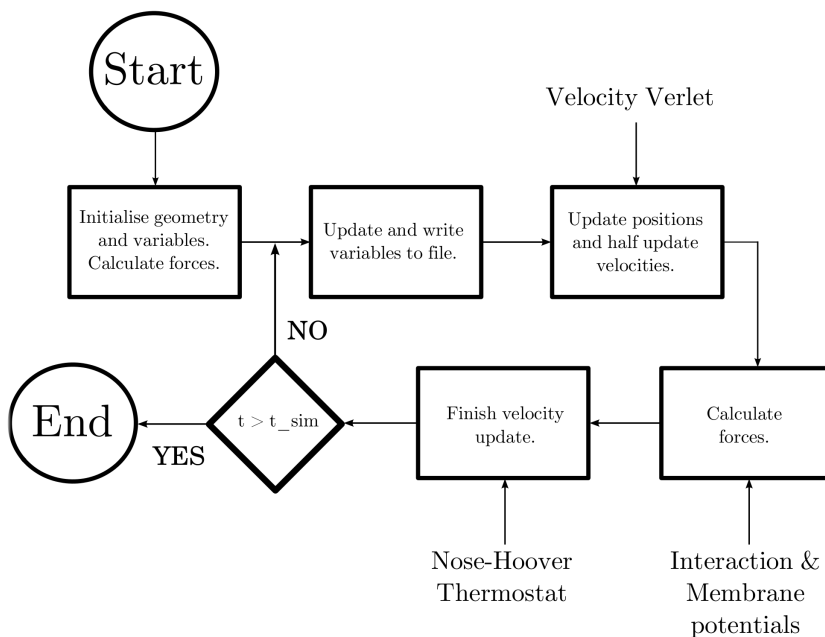 Start
Velocity Verlet
Initialise geometry
and variables.
Calculate forces.
Update and write
variables to file.
Update positions
and half update
velocities.
NO
End
YES
t > t_sim
Finish velocity
update.
Calculate
forces.
Nose-Hoover
Thermostat
Interaction &
Membrane
potentials